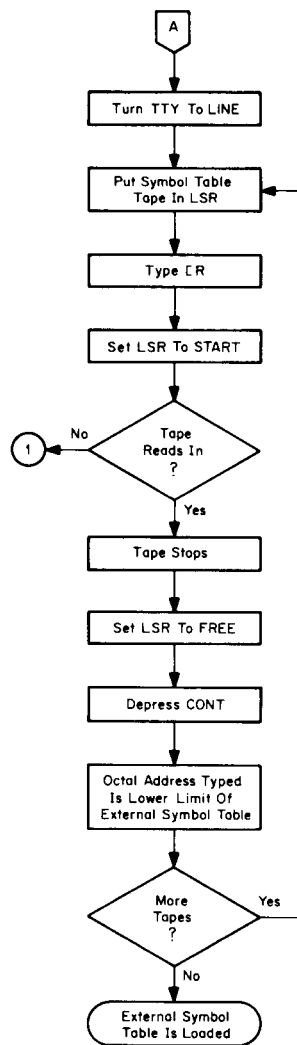 A
Turn TTY To LINE
Put Symbol Table
Tape In LSR
Type [R
Set LSR To START
Tape
Reads In
?
No
1
Yes
Tape Stops
Set LSR To FREE
Depress CONT
Octal Address Typed
Is Lower Limit Of
External Symbol Table
More
Tapes
?
Yes
No
External Symbol
Table Is Loaded